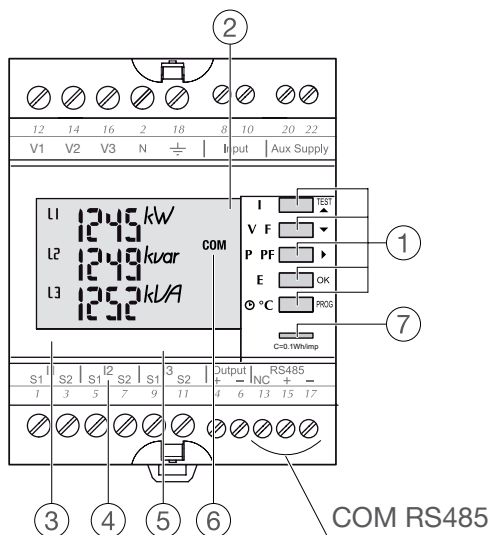 2
12 14 16 2 18 8 10 20 22
V1 V2 V3 N Input Aux Supply
L1 1245 kW
L2 1249 kvar
L3 1252 kVA
COM
I TEST
V F
P PF
E OK
°C PROG
C=0.1Wh/imp
1
7
I1 I2 I3 Output RS485
S1 S2 S1 S2 S1 S2 + − NC + −
1 3 5 7 9 11 4 6 13 15 17
3 4 5 6
COM RS485